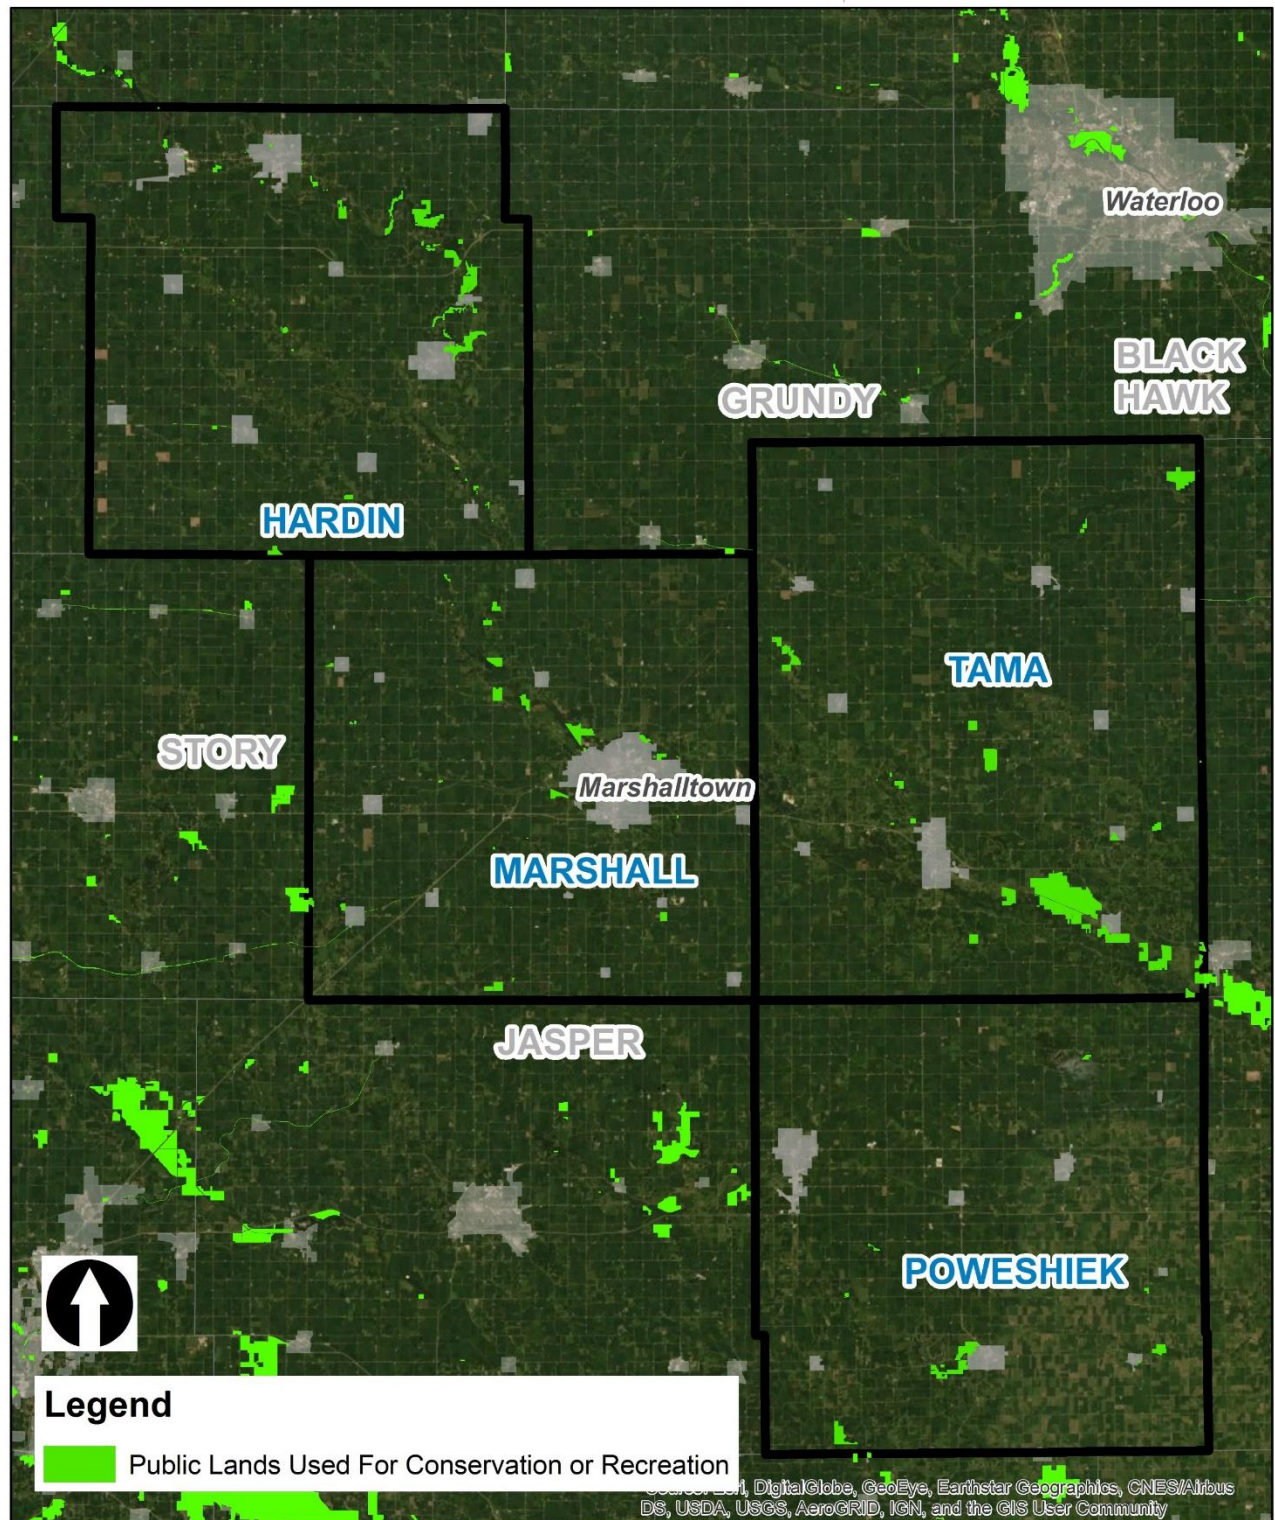 Waterloo
BLACK
HAWK
GRUNDY
HARDIN
TAMA
STORY
Marshalltown
MARSHALL
JASPER
POWESHIEK
Legend
Public Lands Used For Conservation or Recreation
DigitalGlobe, GeoEye, Earthstar Geographics, CNES/Airbus
DS, USDA, USGS, AeroGRID, IGN, and the GIS User Community